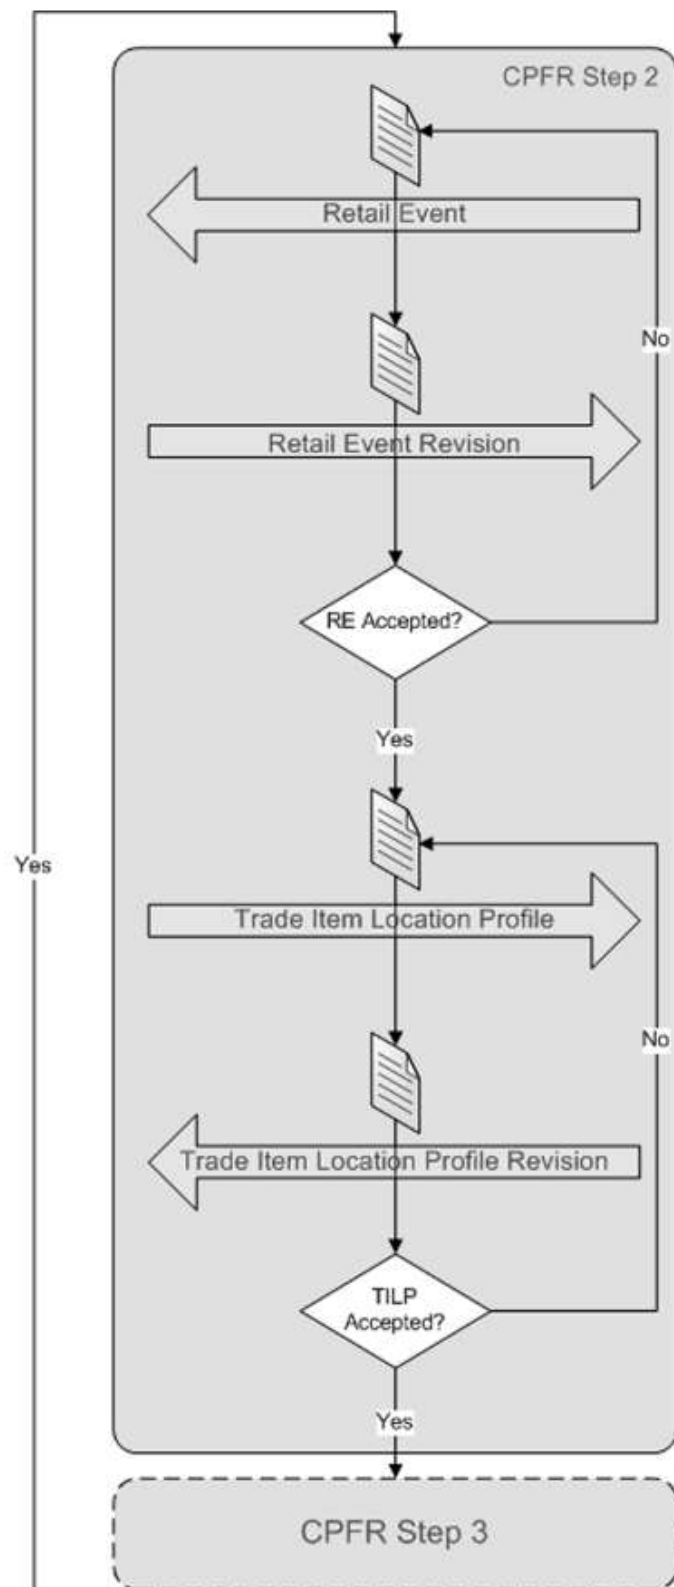 CPFR Step 2
Retail Event
No
Retail Event Revision
RE Accepted?
Yes
Yes
Trade Item Location Profile
No
Trade Item Location Profile Revision
TILP
Accepted?
Yes
CPFR Step 3